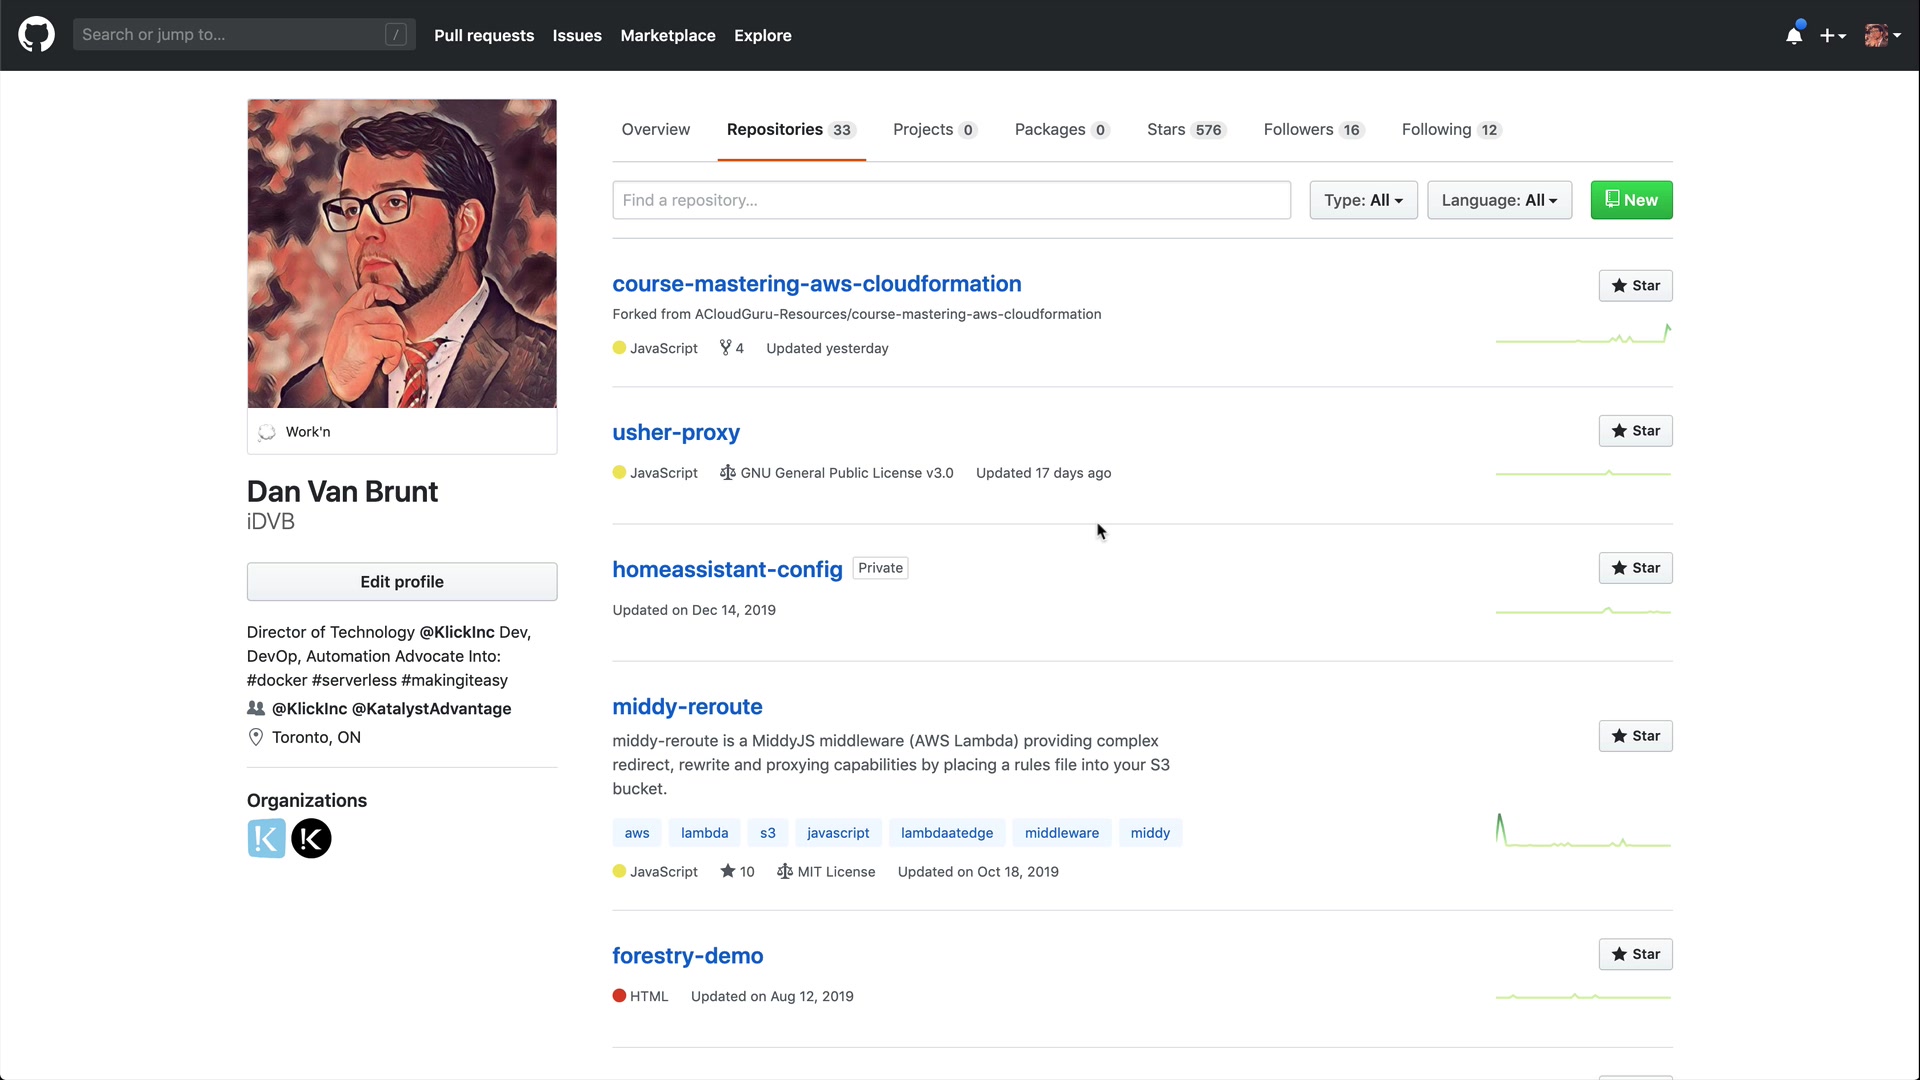 Search or jump to... /
Pull requests Issues Marketplace Explore
Overview Repositories 33 Projects 0 Packages 0 Stars 576 Followers 16 Following 12
Find a repository... Type: All Language: All New
Work'n
Dan Van Brunt
iDVB
Edit profile
Director of Technology @KlickInc Dev,
DevOp, Automation Advocate Into:
#docker #serverless #makingiteasy
@KlickInc @KatalystAdvantage
Toronto, ON
Organizations
K K
course-mastering-aws-cloudformation Star
Forked from ACloudGuru-Resources/course-mastering-aws-cloudformation
JavaScript 4 Updated yesterday
usher-proxy Star
JavaScript GNU General Public License v3.0 Updated 17 days ago
homeassistant-config Private Star
Updated on Dec 14, 2019
middy-reroute Star
middy-reroute is a MiddyJS middleware (AWS Lambda) providing complex
redirect, rewrite and proxying capabilities by placing a rules file into your S3
bucket.
aws lambda s3 javascript lambdaatedge middleware middy
JavaScript 10 MIT License Updated on Oct 18, 2019
forestry-demo Star
HTML Updated on Aug 12, 2019